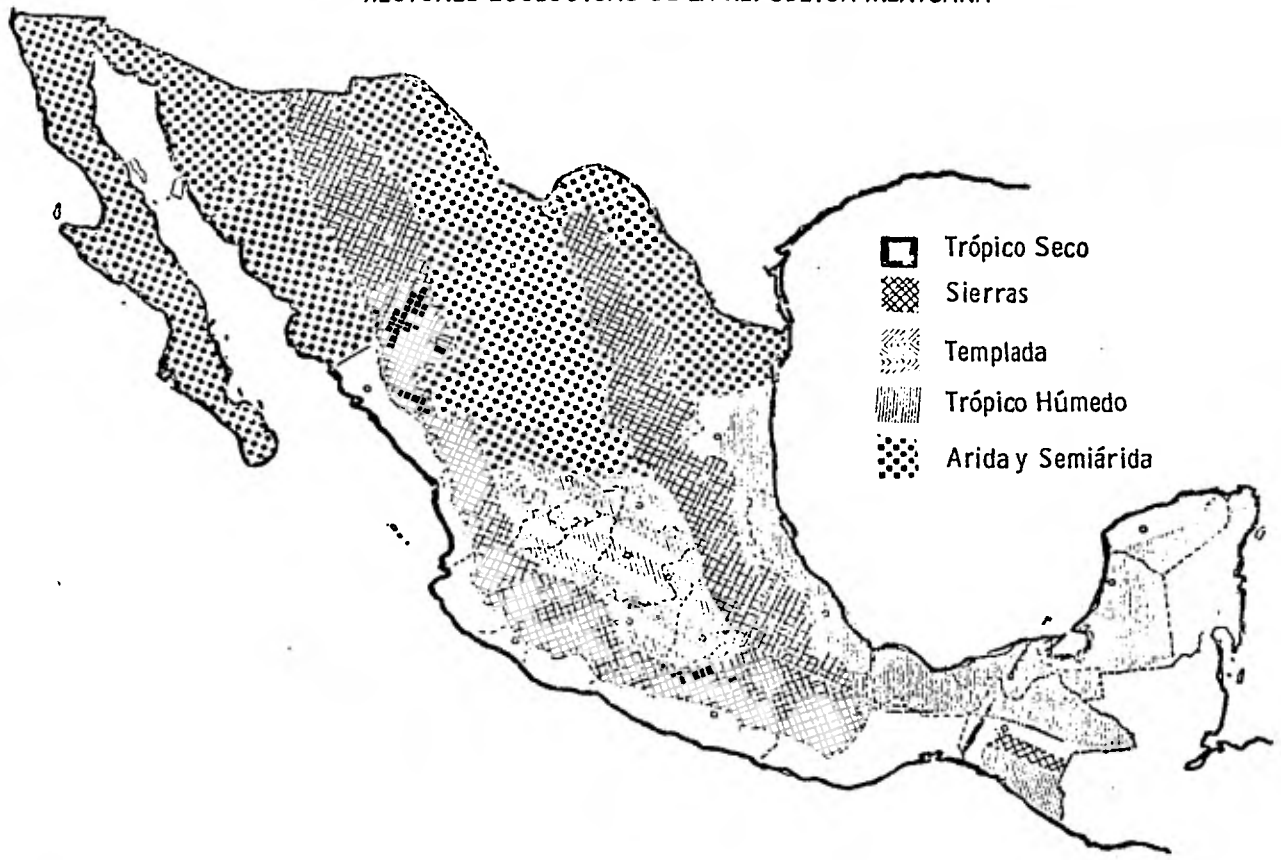 Trópico Seco
Sierras
Templada
Trópico Húmedo
Arida y Semiárida